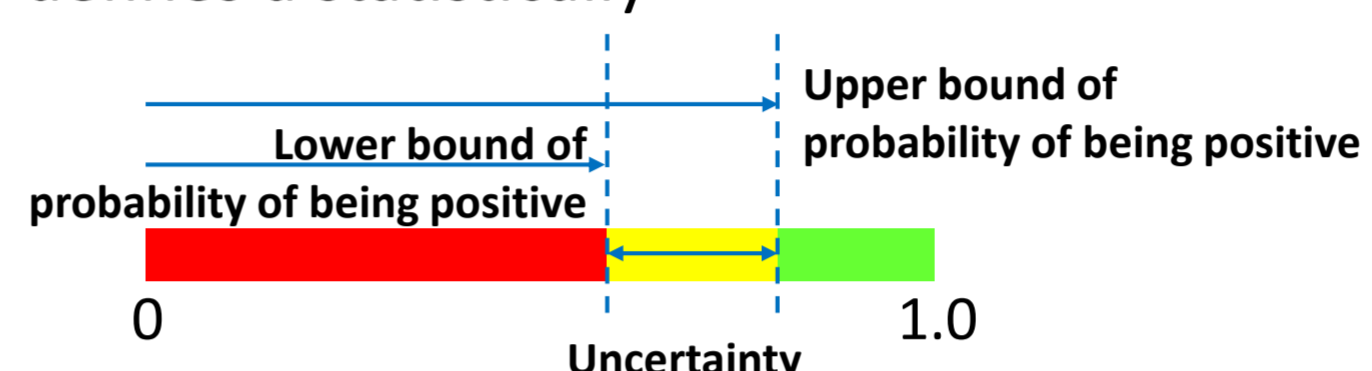 Upper bound of
probability of being positive
Lower bound of
probability of being positive
0
1.0
Uncertainty